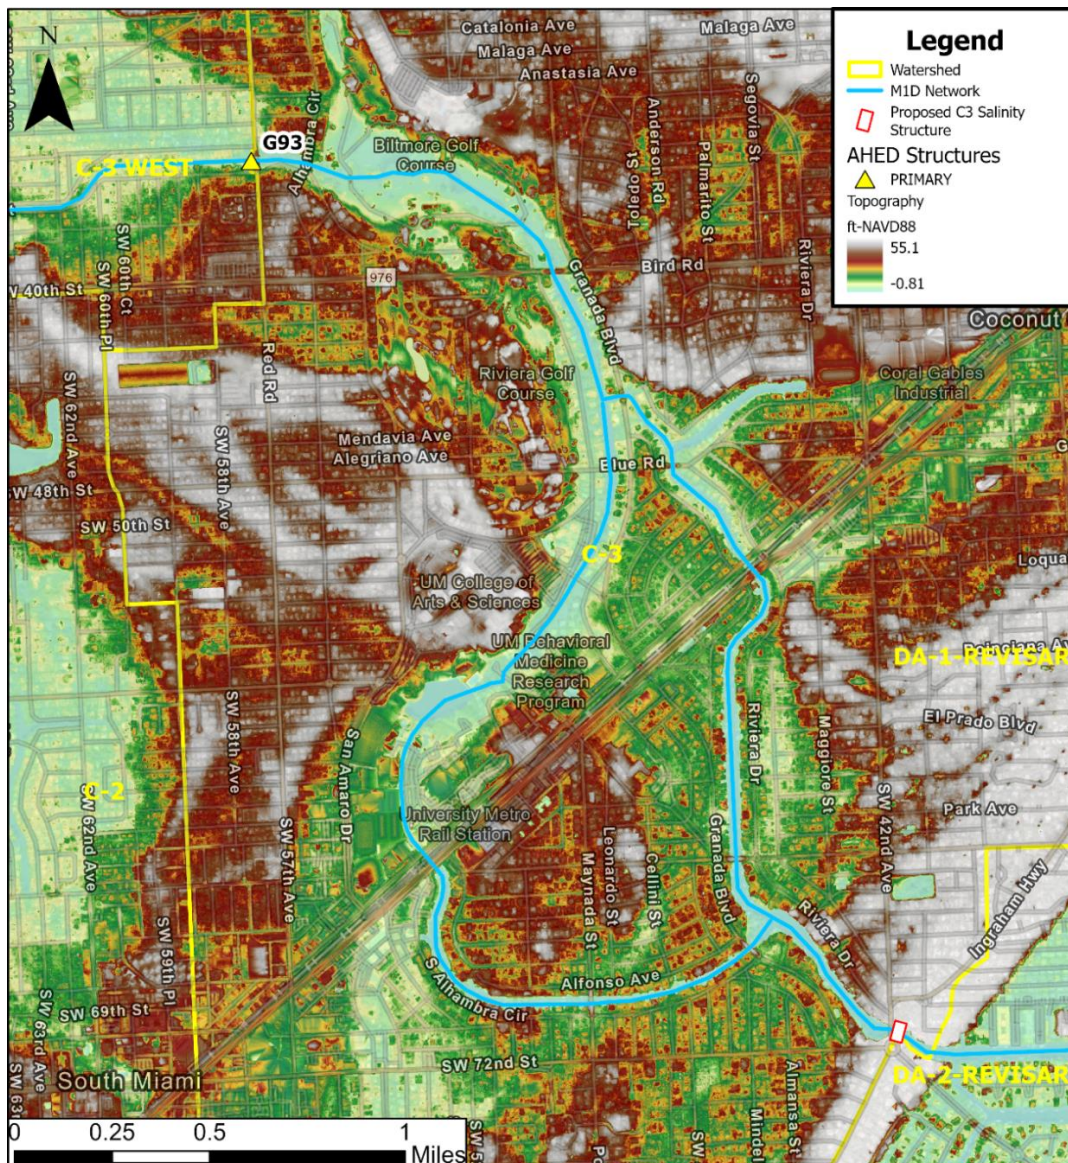 Legend
Watershed
M1D Network
Proposed C3 Salinity
Structure
AHED Structures
PRIMARY
Topography
ft-NAVD88
55.1
-0.81
N
Catalonia Ave
Malaga Ave
Malaga Ave
Anastasia Ave
Segovia St
Anderson Rd
Palmarito St
Toledo St
Alhambra Cir
Biltmore Golf
Course
G93
C-3 WEST
SW 60th Ct
SW 60th Pl
W 40th St
976
Bird Rd
Riviera Dr
Granada Blvd
Coconut
Coral Gables
Industrial
Red Rd
Riviera Golf
Course
SW 62nd Ave
SW 58th Ave
Mendavia Ave
Alegriano Ave
Blue Rd
SW 48th St
SW 50th St
C-3
Loqua
UM College of
Arts & Sciences
UM Behavioral
Medicine
Research
Program
Poinciana Av
DA-1-REVISAR
El Prado Blvd
SW 58th Ave
San Amaro Dr
Riviera Dr
Maggiore St
SW 42nd Ave
Park Ave
C-2
SW 62nd Ave
SW 57th Ave
University Metro
Rail Station
Leonardo St
Maynada St
Cellini St
Granada Blvd
Riviera Dr
Ingraham Hwy
SW 59th Pl
S Alhambra Cir
Alfonso Ave
SW 63rd Ave
SW 69th St
SW 72nd St
South Miami
DA-2-REVISAR
Almansa St
0
0.25
0.5
1
Miles